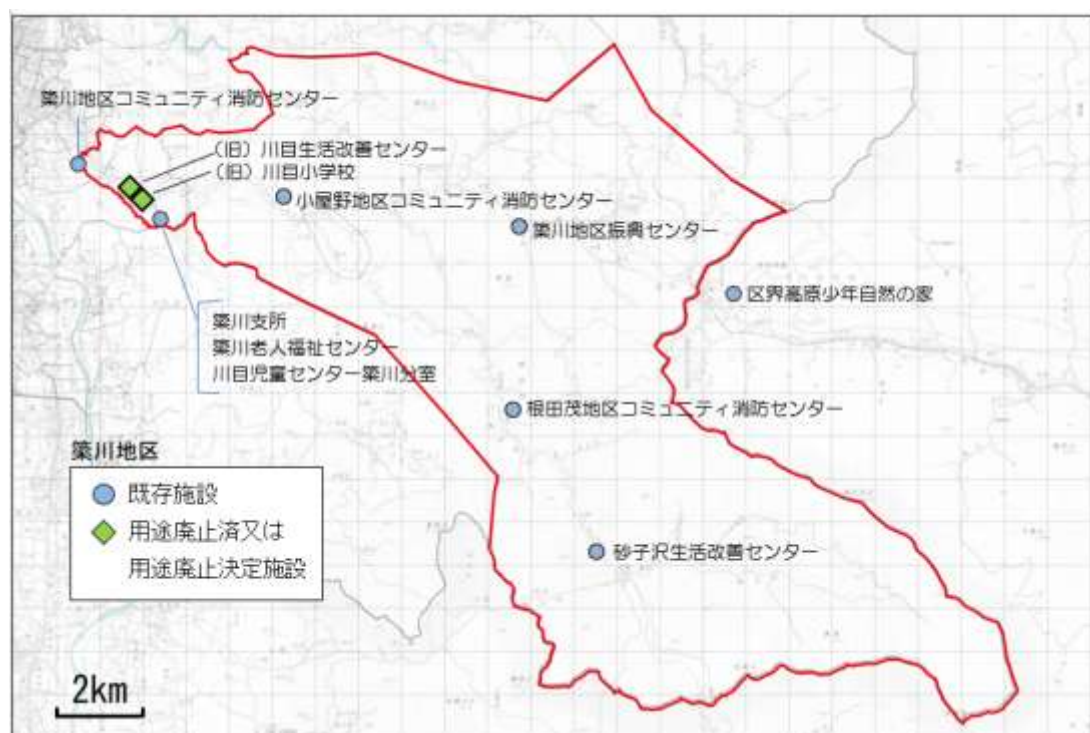 簗川地区コミュニティ消防センター
（旧）川目生活改善センター
（旧）川目小学校
小屋野地区コミュニティ消防センター
簗川地区振興センター
区界高原少年自然の家
簗川支所
簗川老人福祉センター
川目児童センター簗川分室
根田茂地区コミュニティ消防センター
砂子沢生活改善センター
簗川地区
既存施設
用途廃止済又は
用途廃止決定施設
2km